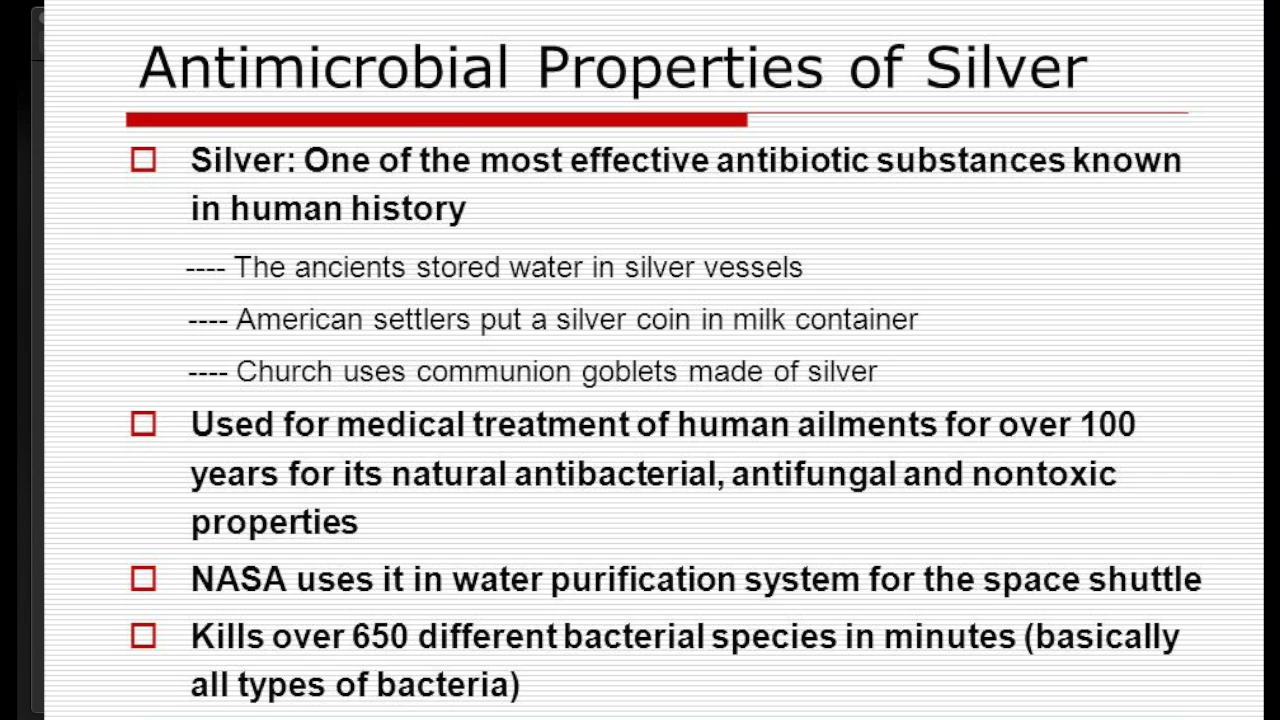 Antimicrobial Properties of Silver
Silver: One of the most effective antibiotic substances known
in human history
---- The ancients stored water in silver vessels
---- American settlers put a silver coin in milk container
---- Church uses communion goblets made of silver
Used for medical treatment of human ailments for over 100
years for its natural antibacterial, antifungal and nontoxic
properties
NASA uses it in water purification system for the space shuttle
Kills over 650 different bacterial species in minutes (basically
all types of bacteria)